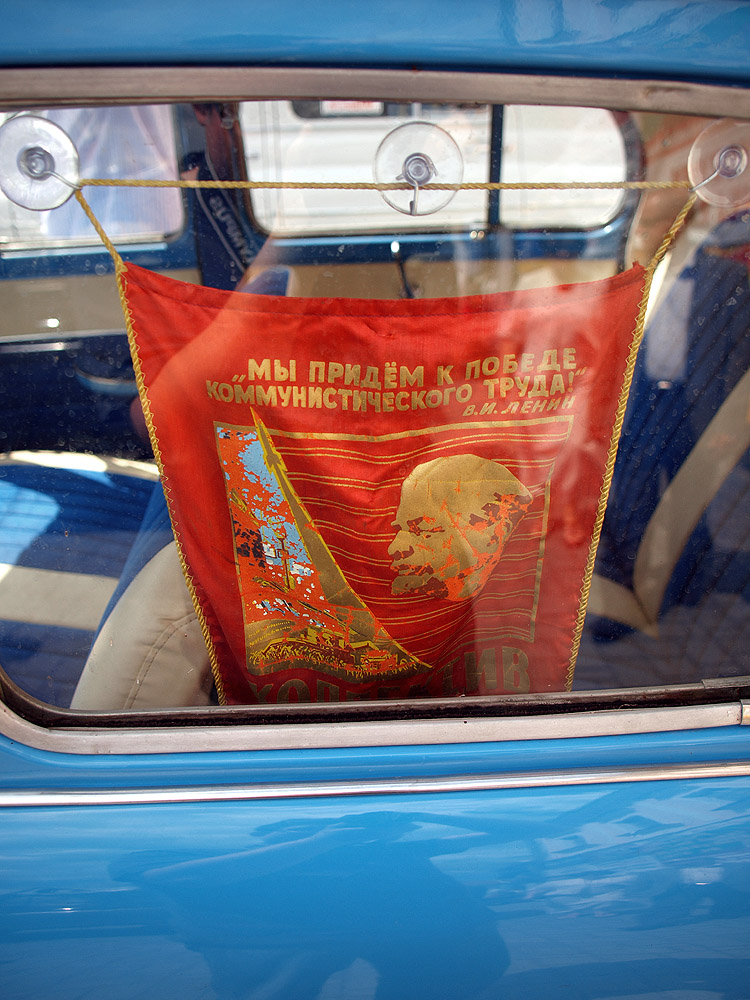 „МЫ ПРИДЁМ К ПОБЕДЕ
КОММУНИСТИЧЕСКОГО ТРУДА!“
В.И. ЛЕНИН